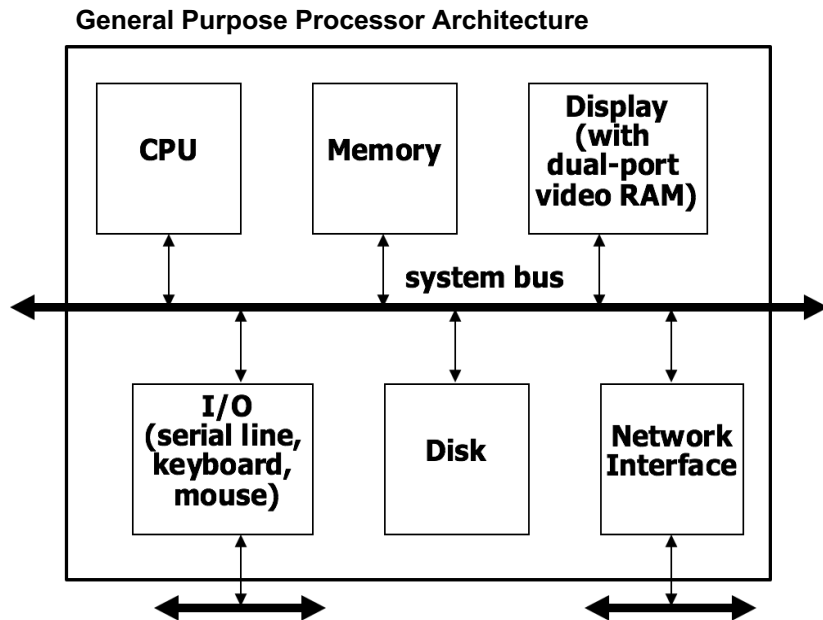 General Purpose Processor Architecture
CPU
Memory
Display
(with
dual-port
video RAM)
system bus
I/O
(serial line,
keyboard,
mouse)
Disk
Network
Interface